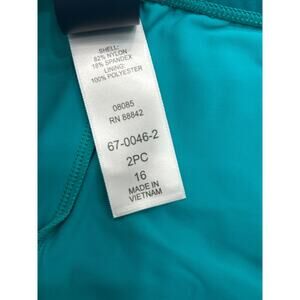 SHELL:
82% NYLON
18% SPANDEX
LINING:
100% POLYESTER
08085
RN 88842
67-0046-2
2PC
16
MADE IN
VIETNAM